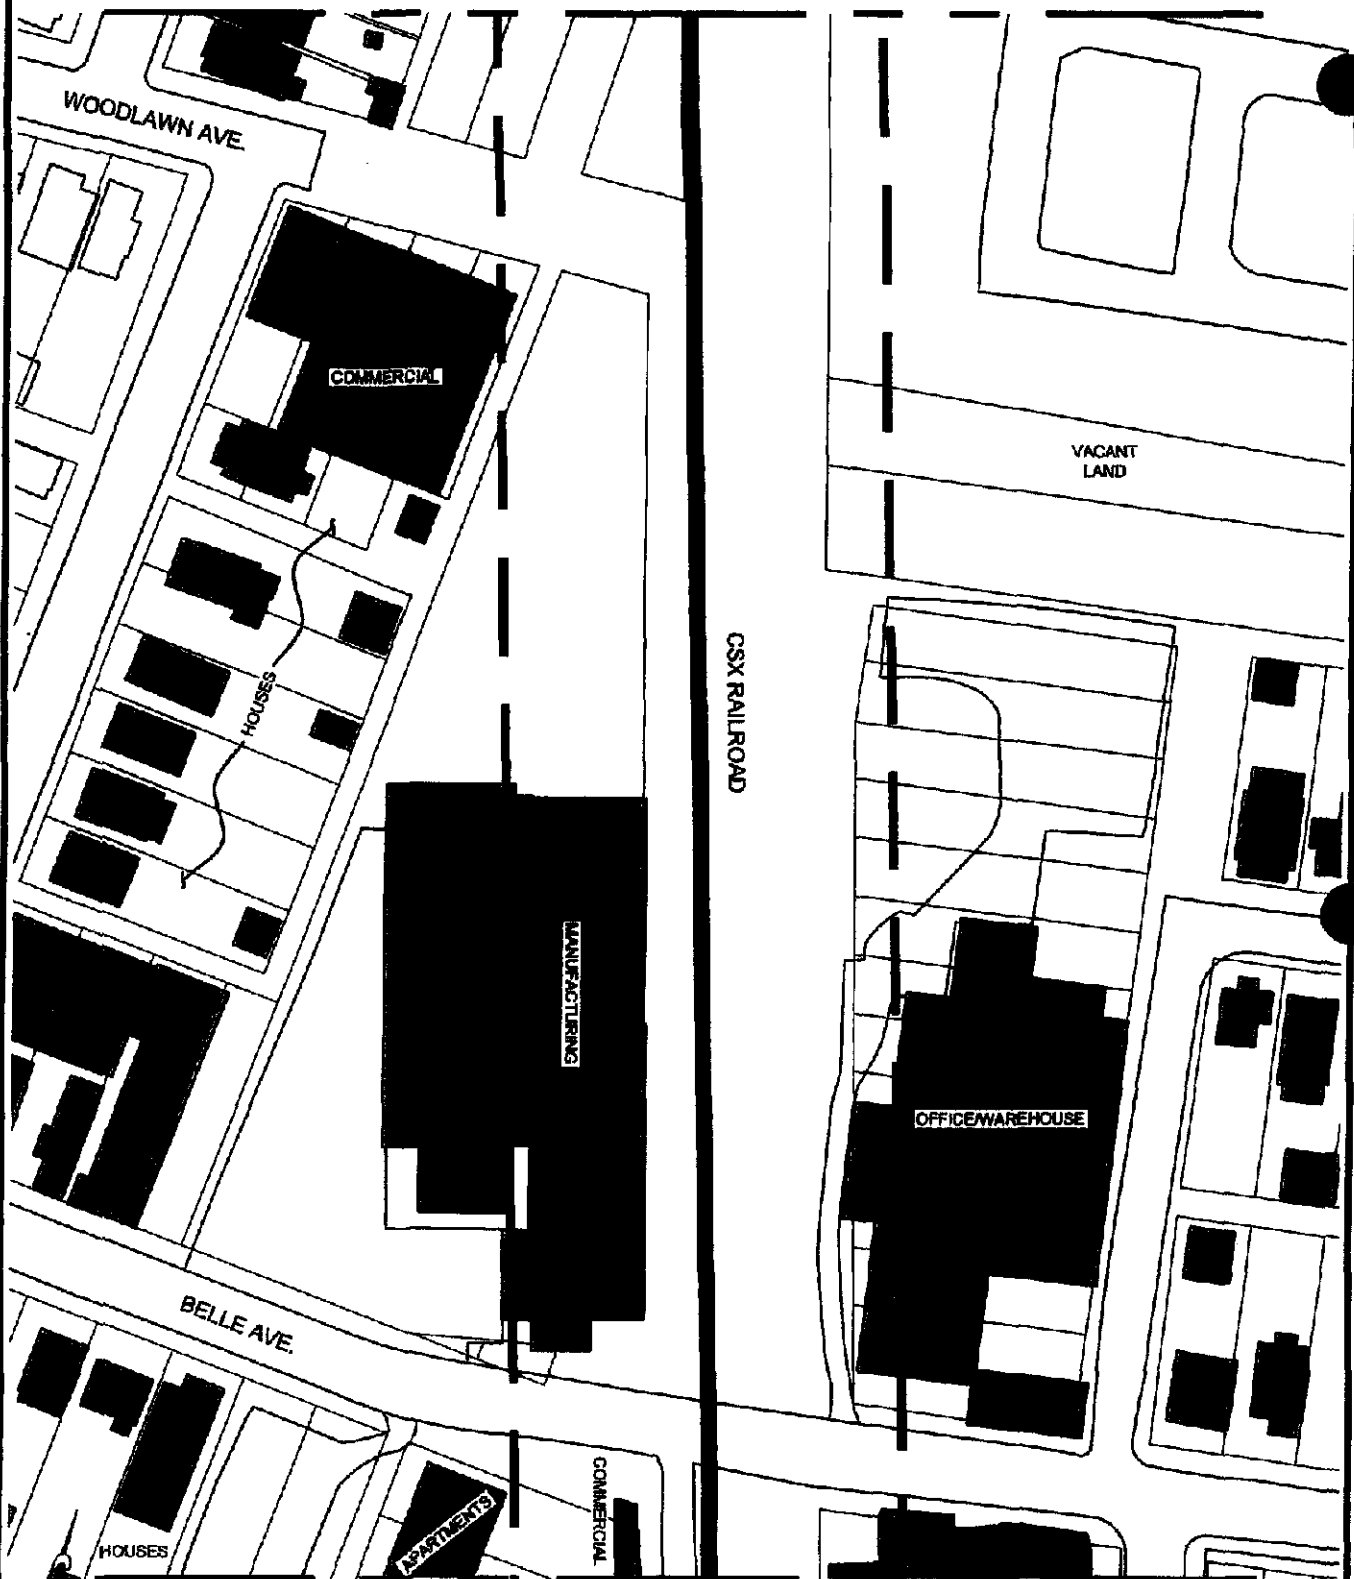 WOODLAWN AVE.
COMMERCIAL
VACANT
LAND
HOUSES
CSX RAILROAD
MANUFACTURING
OFFICE/WAREHOUSE
BELLE AVE.
COMMERCIAL
APARTMENTS
HOUSES